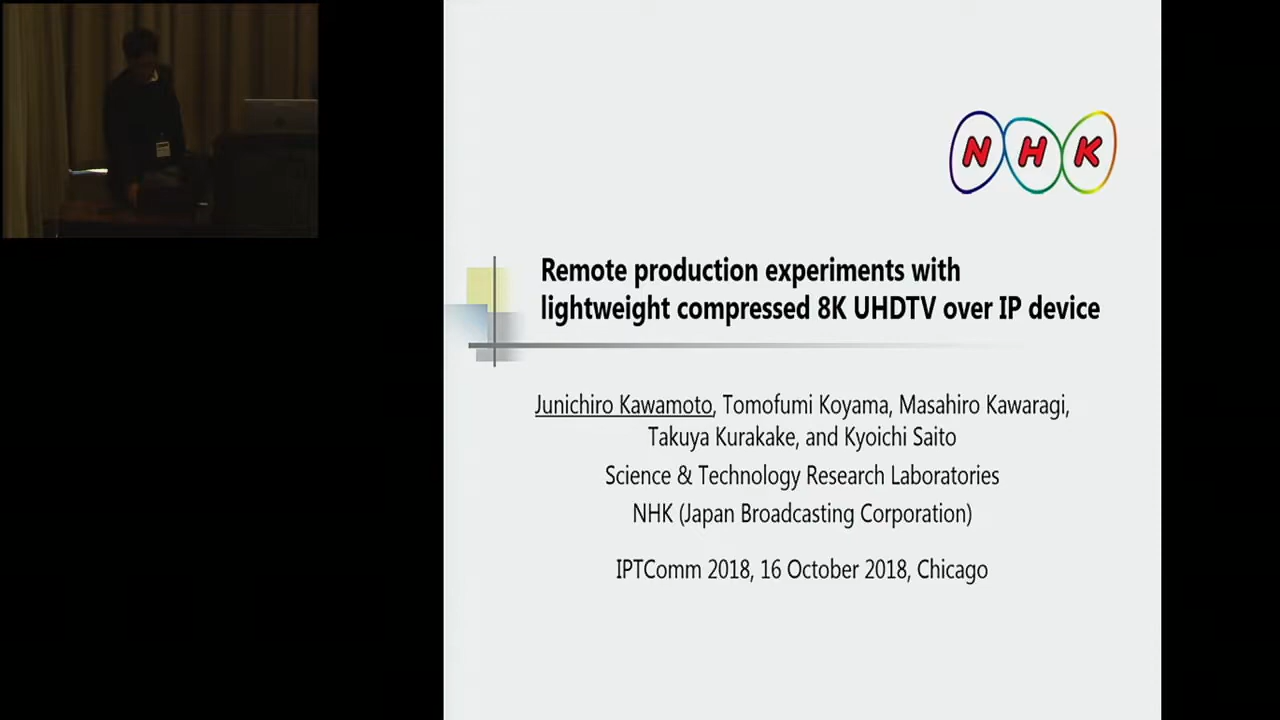 NHK
Remote production experiments with
lightweight compressed 8K UHDTV over IP device
Junichiro Kawamoto, Tomofumi Koyama, Masahiro Kawaragi,
Takuya Kurakake, and Kyoichi Saito
Science & Technology Research Laboratories
NHK (Japan Broadcasting Corporation)
IPTComm 2018, 16 October 2018, Chicago